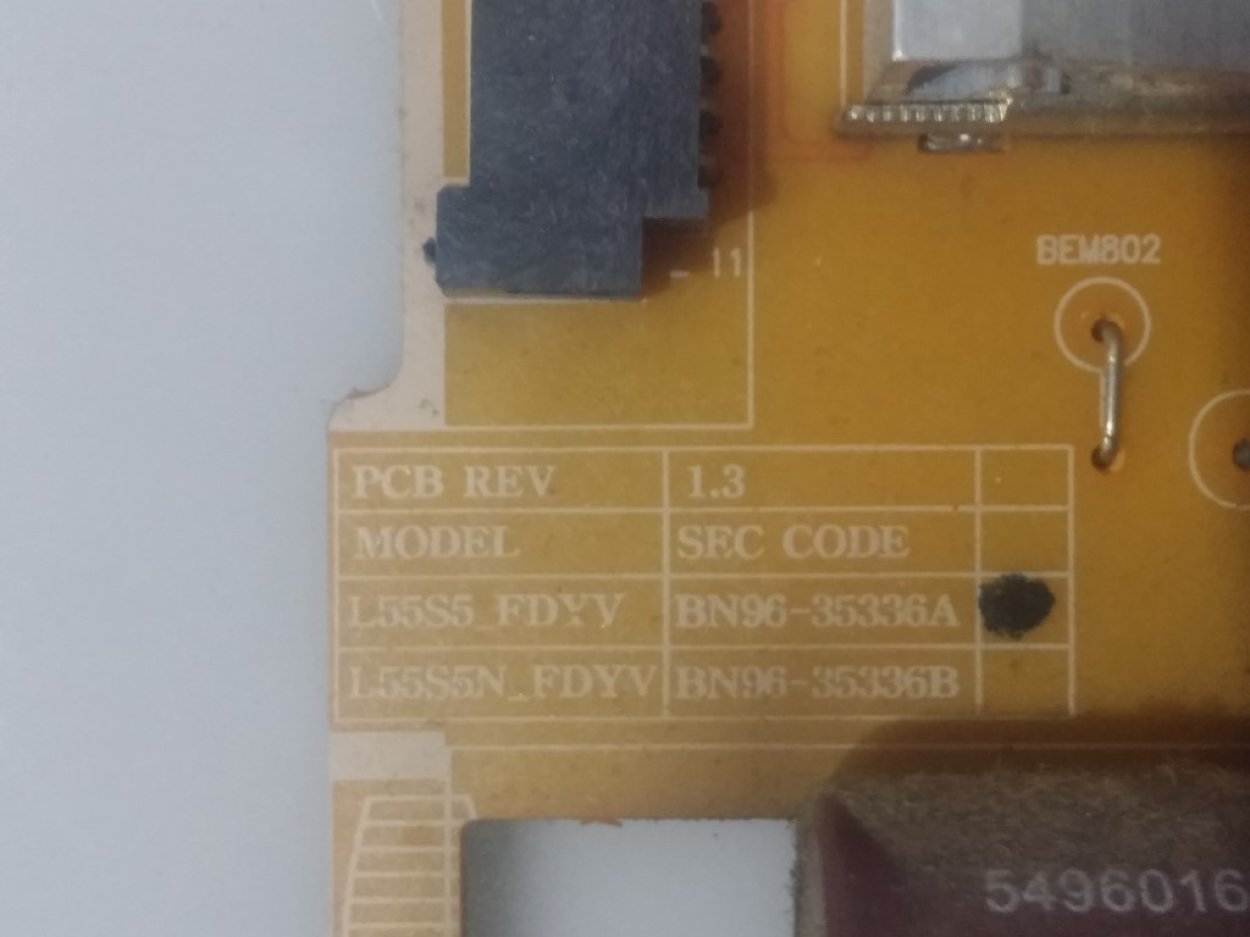 11
BEM802
PCB REV 1.3
MODEL SEC CODE
L55S5_FDYV BN96-35336A
L55S5N_FDYV BN96-35336B
5496016